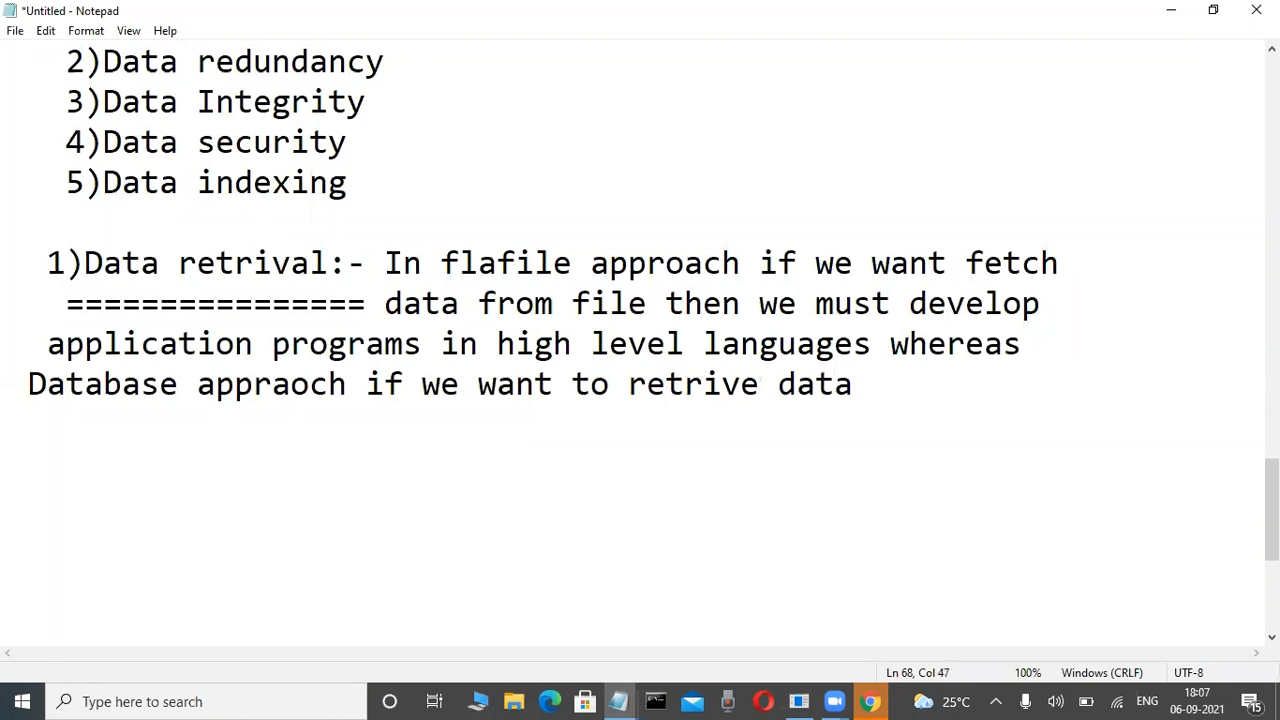 *Untitled - Notepad
File Edit Format View Help
2)Data redundancy
3)Data Integrity
4)Data security
5)Data indexing
1)Data retrival:- In flafile approach if we want fetch
================ data from file then we must develop
application programs in high level languages whereas
Database appraoch if we want to retrive data
Ln 68, Col 47 100% Windows (CRLF) UTF-8
Type here to search
25°C
ENG
18:07
06-09-2021
15